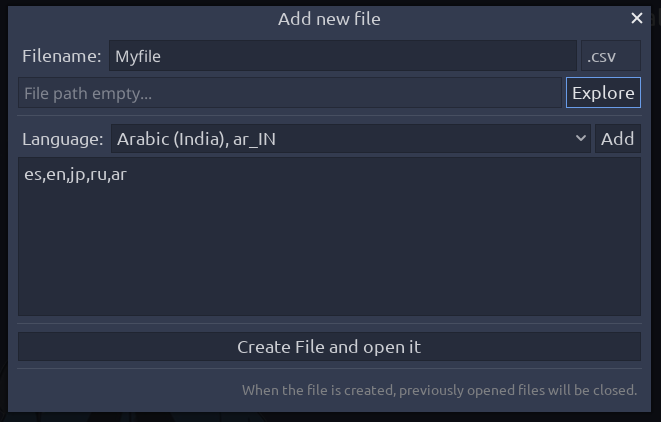 Add new file
Filename: Myfile .csv
File path empty... Explore
Language: Arabic (India), ar_IN Add
es,en,jp,ru,ar
Create File and open it
When the file is created, previously opened files will be closed.